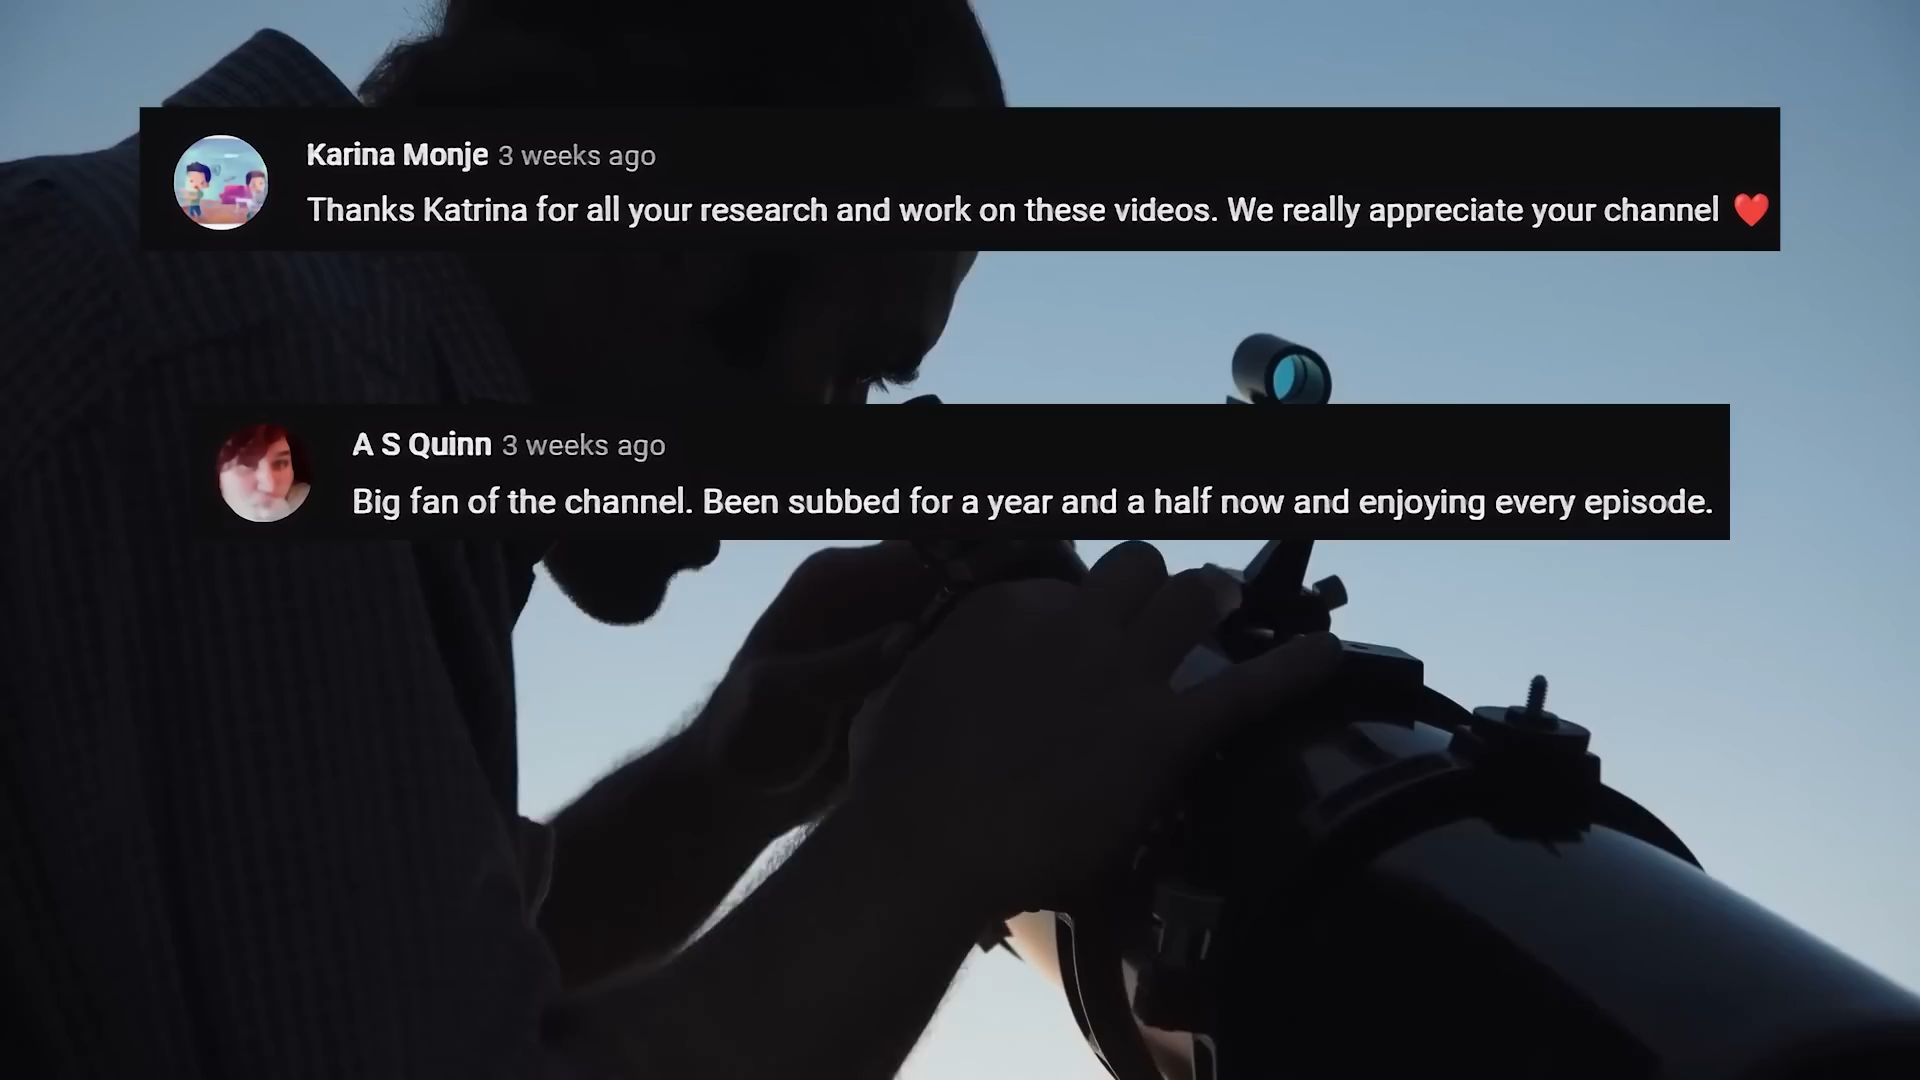 Karina Monje 3 weeks ago
Thanks Katrina for all your research and work on these videos. We really appreciate your channel ❤️
A S Quinn 3 weeks ago
Big fan of the channel. Been subbed for a year and a half now and enjoying every episode.